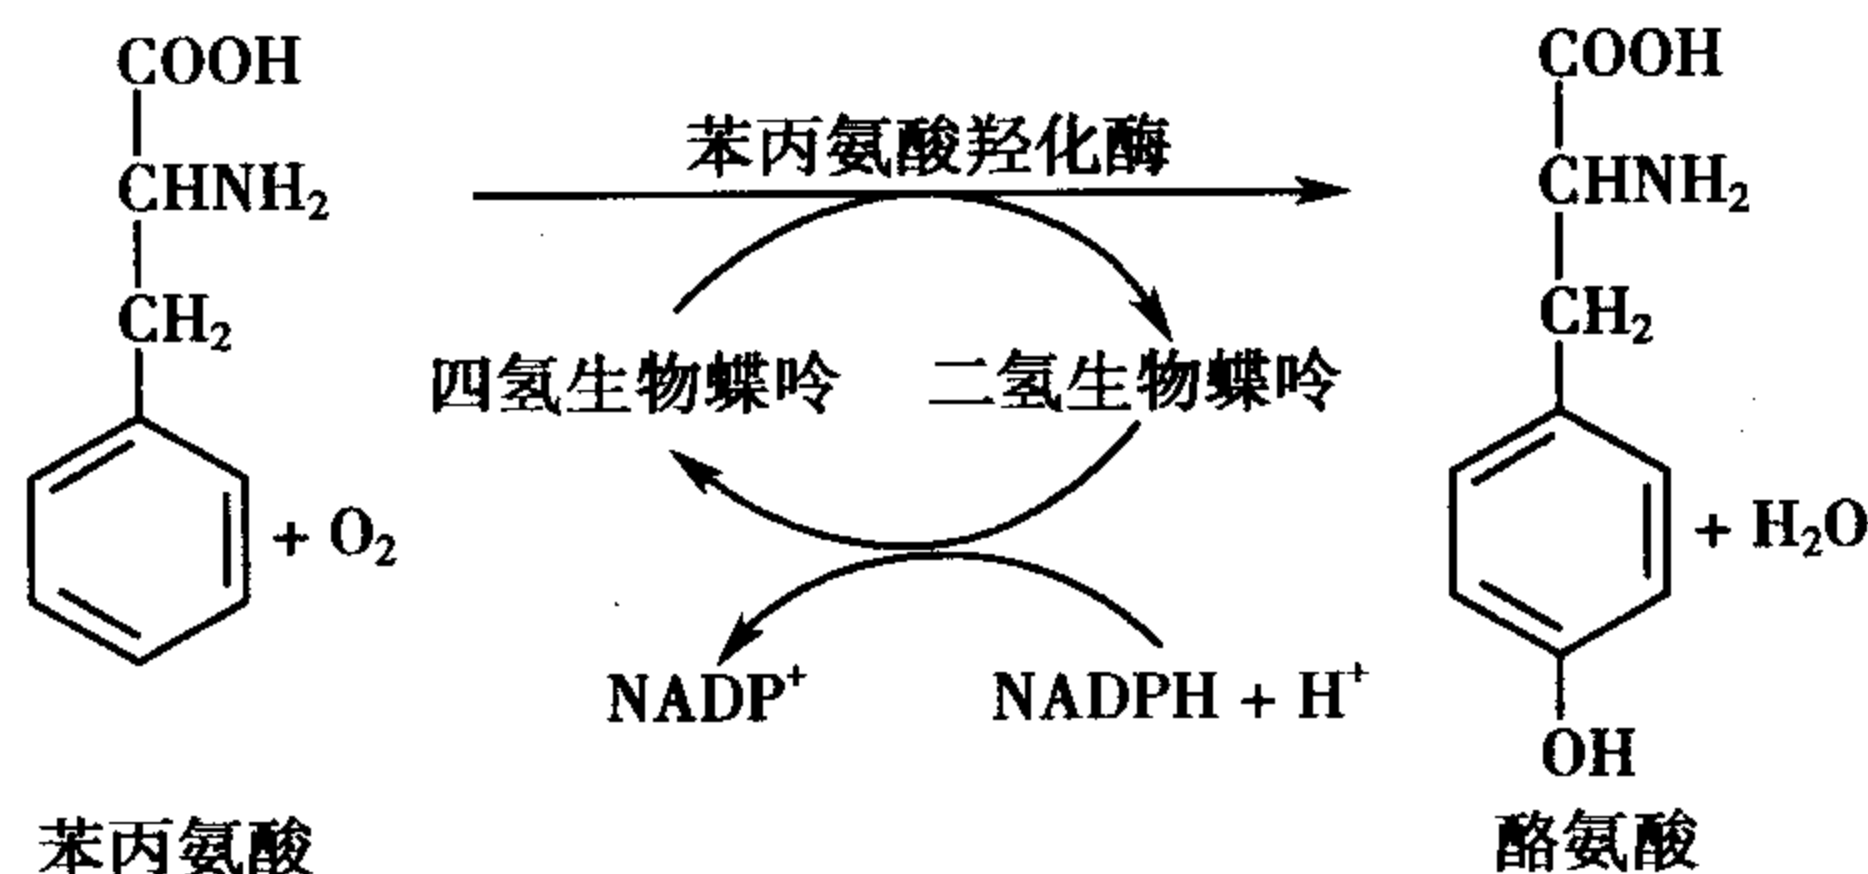 COOH
CHNH₂
CH₂
+ O₂
苯丙氨酸
苯丙氨酸羟化酶
四氢生物蝶呤 二氢生物蝶呤
NADP⁺ NADPH + H⁺
COOH
CHNH₂
CH₂
+ H₂O
OH
酪氨酸